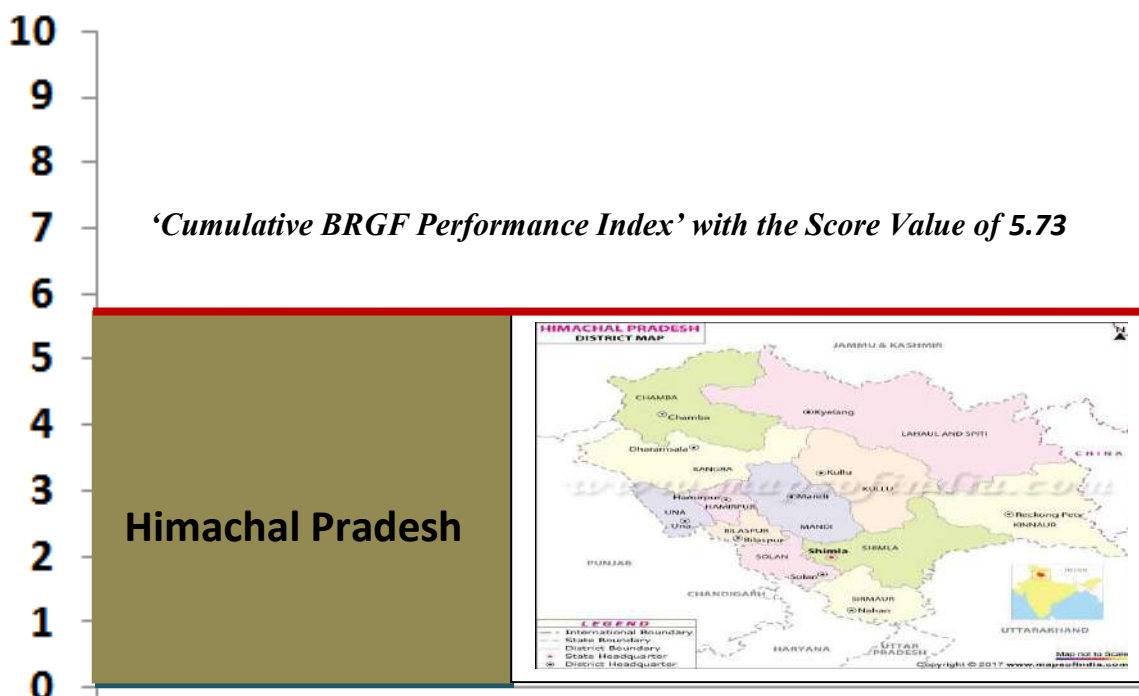 10
9
8
7
‘Cumulative BRGF Performance Index’ with the Score Value of 5.73
6
5
4
3
2
1
0
Himachal Pradesh
HIMACHAL PRADESH
DISTRICT MAP
N
JAMMU & KASHMIR
CHAMBA
Chamba
Kyelang
LAHAUL AND SPITI
Dharamsala
CHINA
KANGRA
Kullu
KULLU
www.mapsofindia.com
Hamirpur
HAMIRPUR
Mandi
MANDI
UNA
Una
Reckong Peo
KINNAUR
BILASPUR
Bilaspur
Shimla
SHIMLA
SOLAN
Solan
PUNJAB
CHANDIGARH
SIRMAUR
Nahan
INDIA
UTTARAKHAND
HARYANA
UTTAR
PRADESH
LEGEND
International Boundary
State Boundary
District Boundary
State Headquarter
District Headquarter
Map not to Scale
Copyright © 2017 www.mapsofindia.com